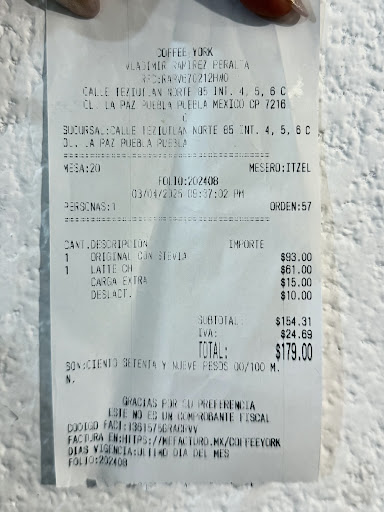 COFFEE YORK
VLADIMIR RAMIREZ PERALTA
CALLE TEZIUTLAN NORTE 85 INT. 4, 5, 6 C
OL. LA PAZ PUEBLA PUEBLA MEXICO CP 7216
0
SUCURSAL:CALLE TEZIUTLAN NORTE 85 INT. 4, 5, 6 C
OL. LA PAZ PUEBLA PUEBLA
MESA:20 MESERO:ITZEL
FOLIO:202408
03/04/2025 05:37:02 PM
PERSONAS:1 ORDEN:57
CANT.DESCRIPCION IMPORTE
1 ORIGINAL CON STEVIA $93.00
1 LATTE CH $61.00
CARGA EXTRA $15.00
DESLACT. $10.00
SUBTOTAL: $154.31
IVA: $24.69
TOTAL: $179.00
SON:CIENTO SETENTA Y NUEVE PESOS 00/100 M.
N.
GRACIAS POR SU PREFERENCIA
ESTE NO ES UN COMPROBANTE FISCAL
CODIGO FACT:
FACTURA EN:HTTPS://MEFACTURO.MX/COFFEEYORK
DIAS VIGENCIA:ULTIMO DIA DEL MES
FOLIO:202408